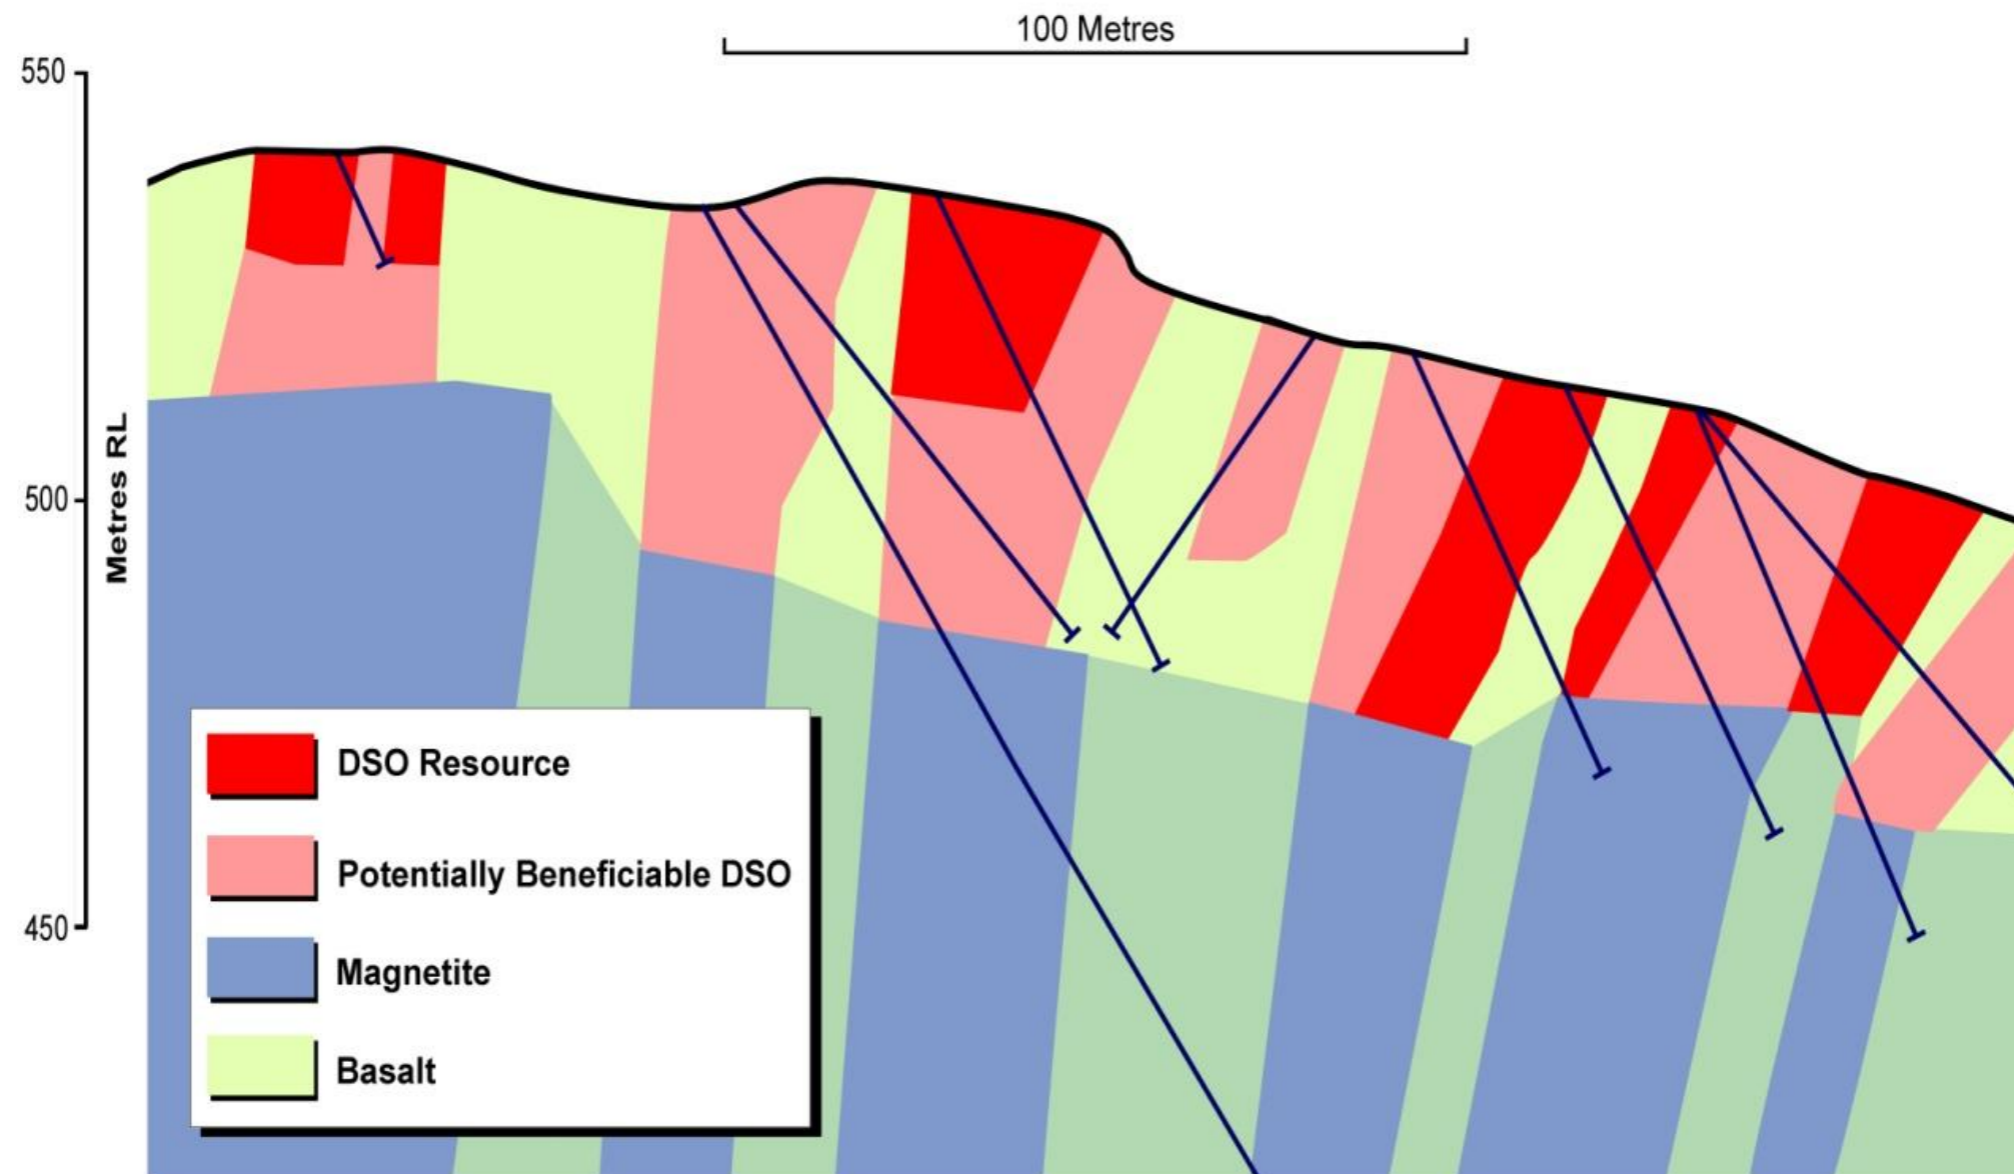 100 Metres
550
500
450
Metres RL
DSO Resource
Potentially Beneficiable DSO
Magnetite
Basalt